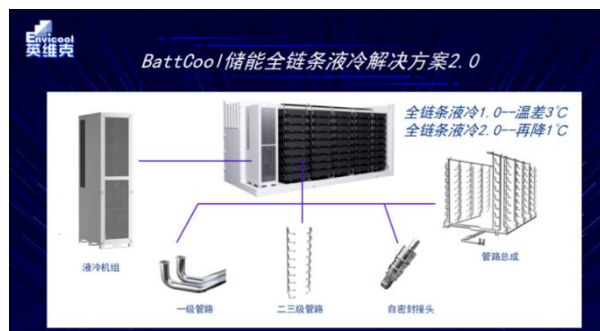 Envicool
英维克
BattCool储能全链条液冷解决方案2.0
全链条液冷1.0--温差3℃
全链条液冷2.0--再降1℃
液冷机组
一级管路
二三级管路
自密封接头
管路总成